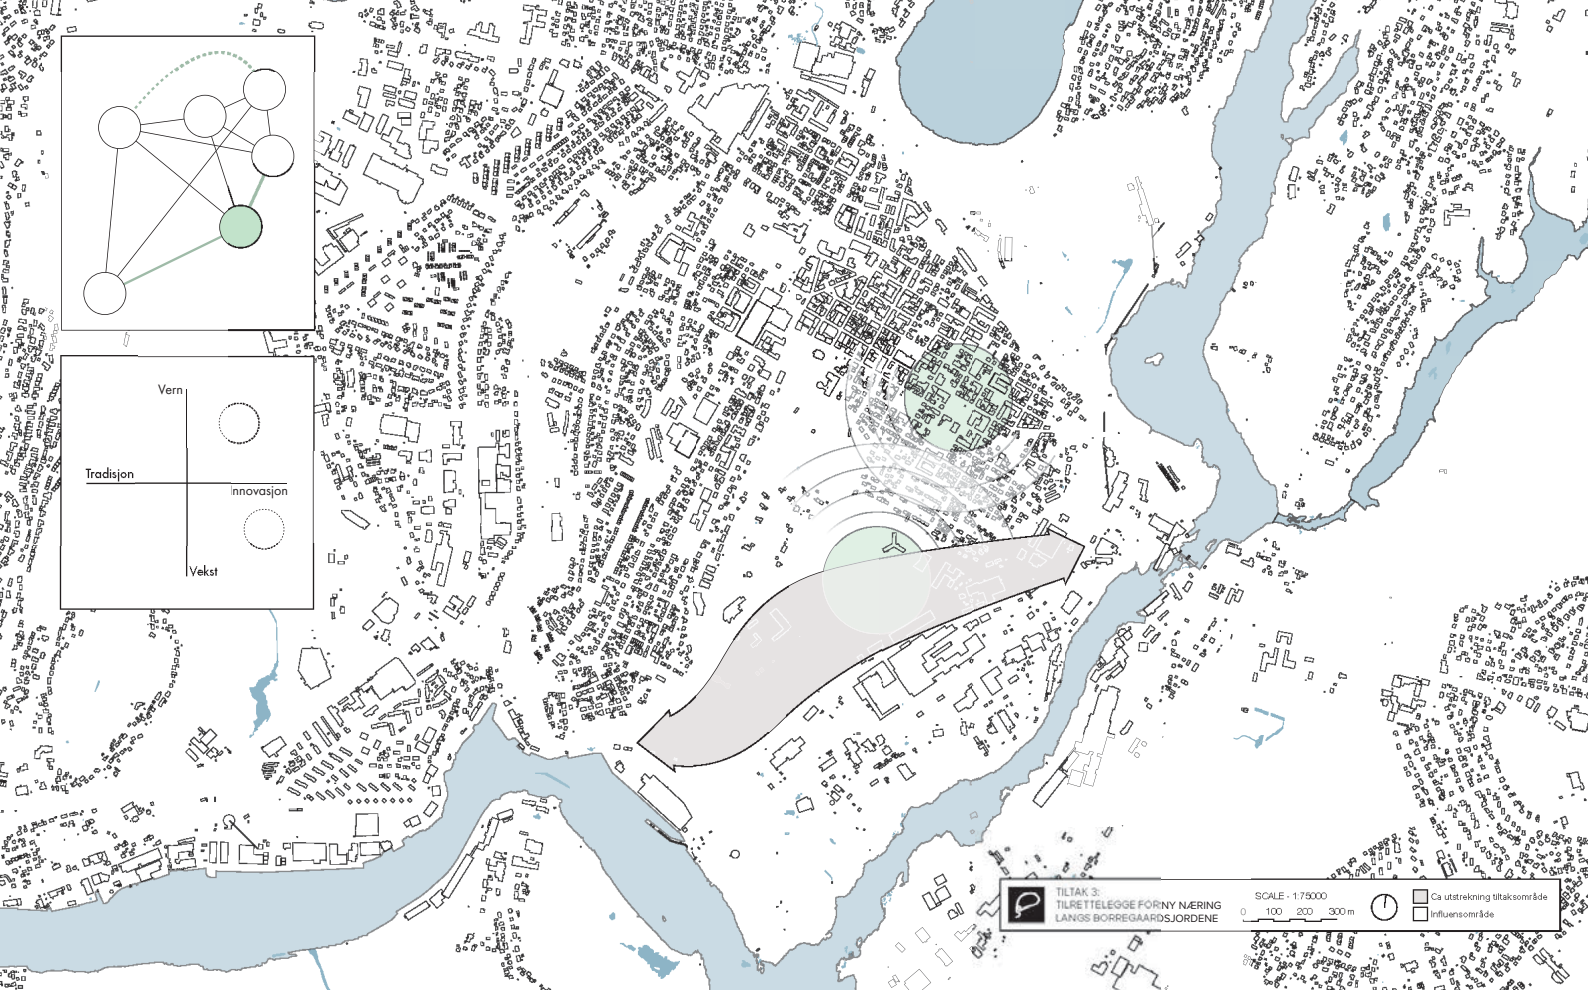 Vern
Tradisjon
Innovasjon
Vekst
TILTAK 3:
TILRETTELEGGE FOR NY NÆRING
LANGS BORREGAARDSJORDENE
SCALE - 1:75000
0 100 200 300 m
Ca utstrekning tiltaksområde
Influensområde